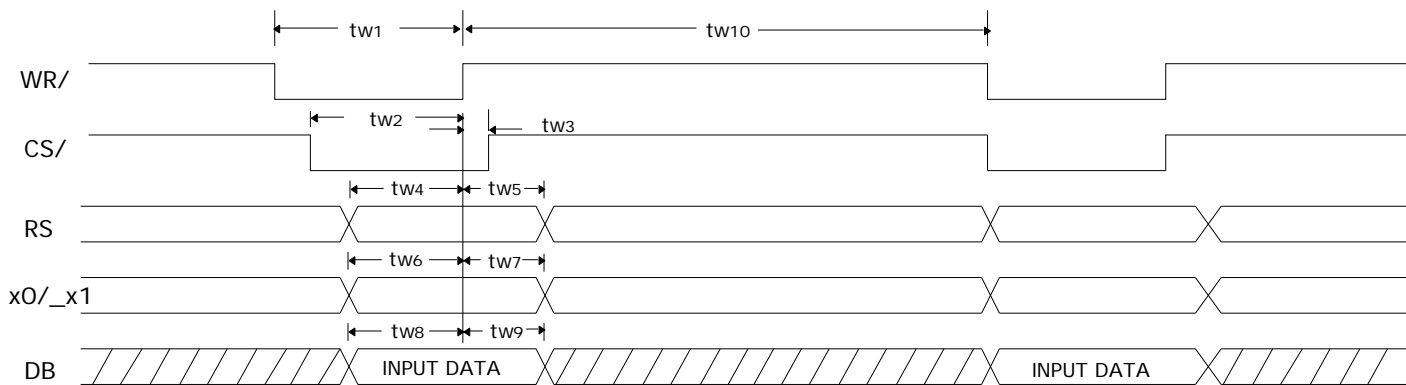 tw1 tw10
WR/
tw2 tw3
CS/
tw4 tw5
RS
tw6 tw7
x0/_x1
tw8 tw9
DB INPUT DATA INPUT DATA